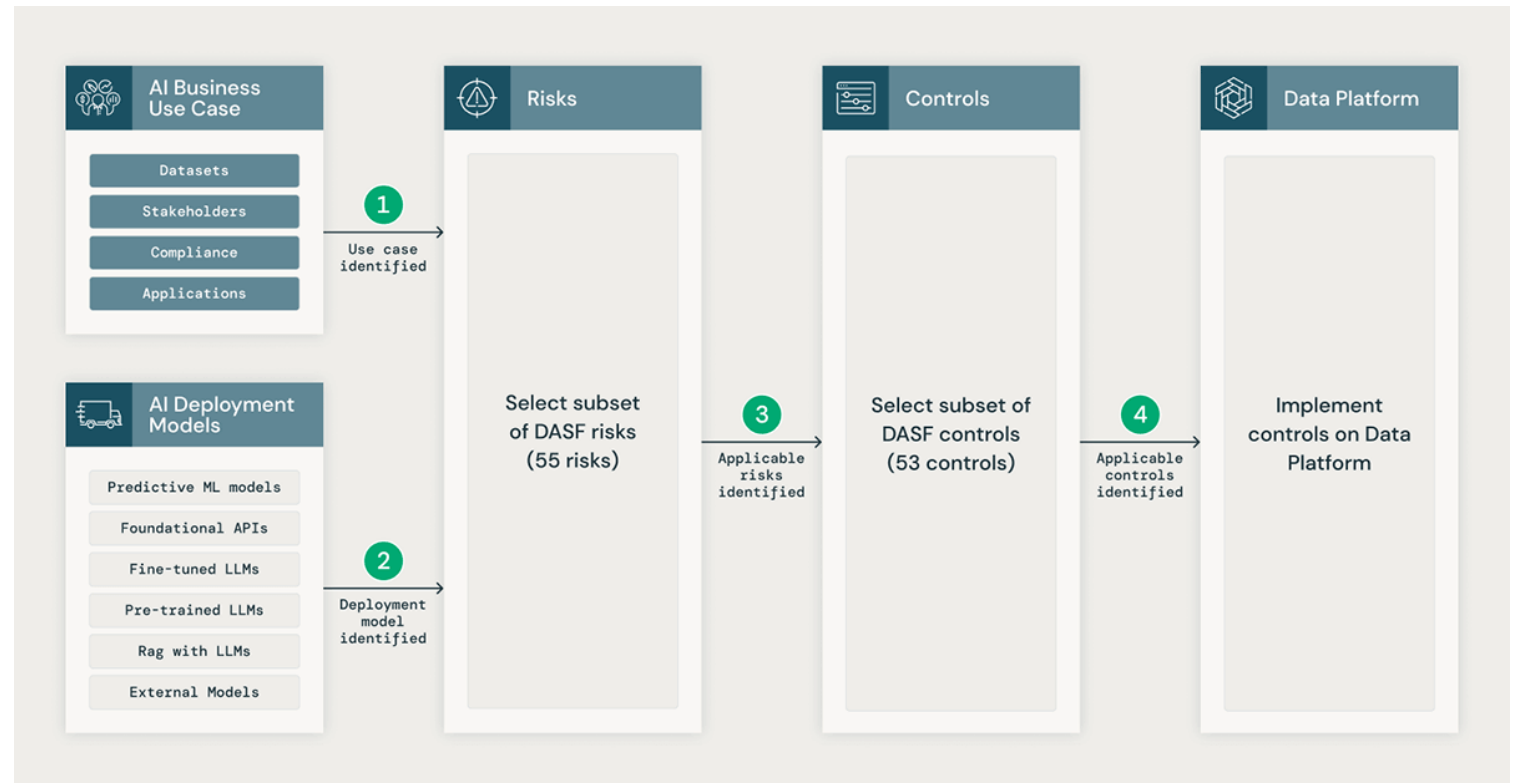 AI Business
Use Case
Datasets
Stakeholders
Compliance
Applications
1
Use case
identified
AI Deployment
Models
Predictive ML models
Foundational APIs
Fine-tuned LLMs
Pre-trained LLMs
Rag with LLMs
External Models
2
Deployment
model
identified
Risks
Select subset
of DASF risks
(55 risks)
3
Applicable
risks
identified
Controls
Select subset of
DASF controls
(53 controls)
4
Applicable
controls
identified
Data Platform
Implement
controls on Data
Platform